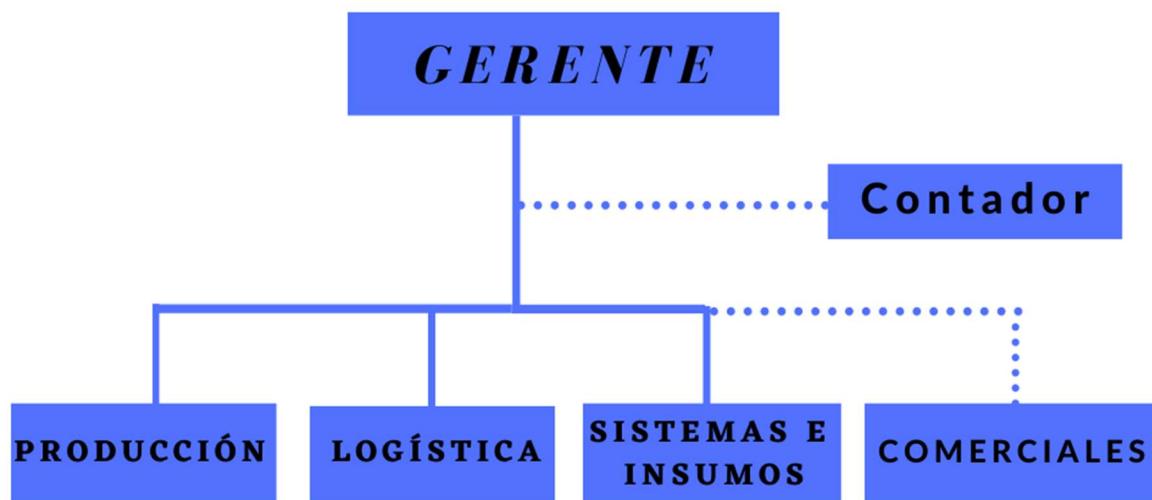 GERENTE
Contador
PRODUCCIÓN
LOGÍSTICA
SISTEMAS E
INSUMOS
COMERCIALES